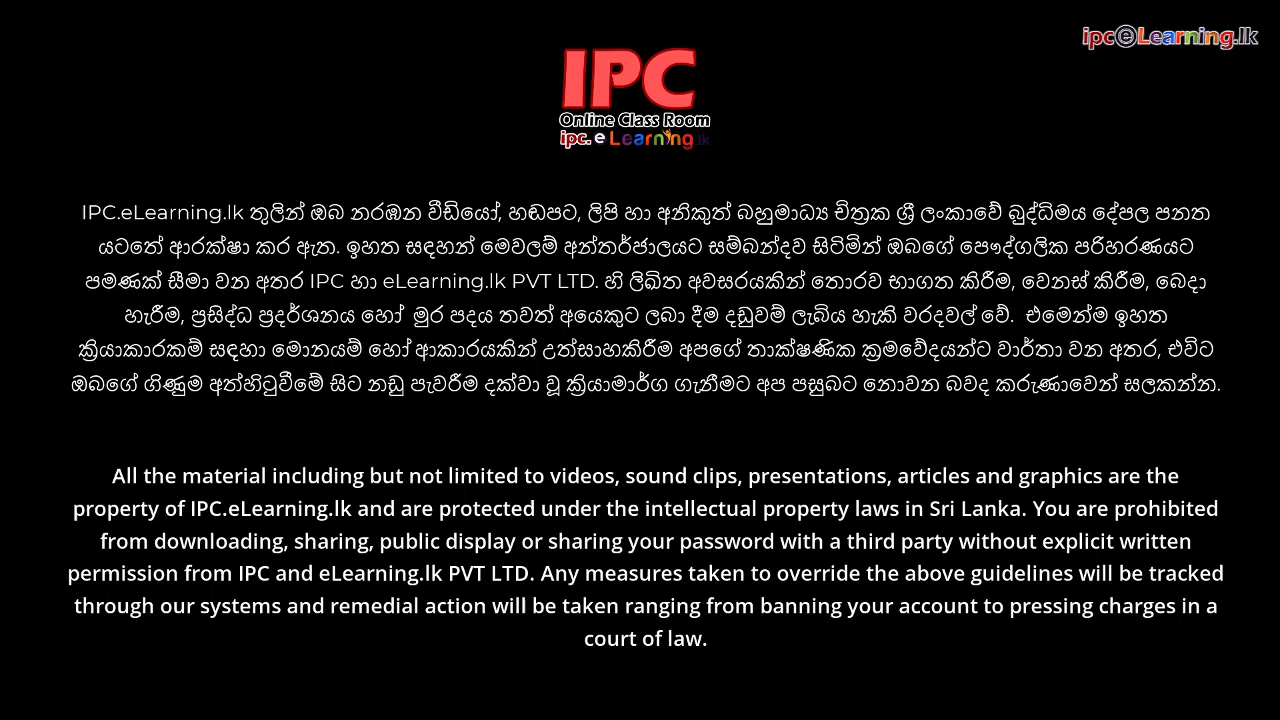 ipc@Learning.lk
IPC
Online Class Room
ipc.e Learning.lk
IPC.eLearning.lk තුලින් ඔබ නරඹන වීඩියෝ, හඬපට, ලිපි හා අනිකුත් බහුමාධ්‍ය චිත්‍රක ශ්‍රී ලංකාවේ බුද්ධිමය දේපල පනත
යටතේ ආරක්ෂා කර ඇත. ඉහත සඳහන් මෙවලම් අන්තර්ජාලයට සම්බන්දව සිටිමින් ඔබගේ පෞද්ගලික පරිහරණයට
පමණක් සීමා වන අතර IPC හා eLearning.lk PVT LTD. හි ලිඛිත අවසරයකින් තොරව භාගත කිරීම, වෙනස් කිරීම, බෙදා
හැරීම, ප්‍රසිද්ධ ප්‍රදර්ශනය හෝ මුර පදය තවත් අයෙකුට ලබා දීම දඩුවම් ලැබිය හැකි වරදවල් වේ. එමෙන්ම ඉහත
ක්‍රියාකාරකම් සඳහා මොනයම් හෝ ආකාරයකින් උත්සාහකිරීම අපගේ තාක්ෂණික ක්‍රමවේදයන්ට වාර්තා වන අතර, එවිට
ඔබගේ ගිණුම අත්හිටුවීමේ සිට නඩු පැවරීම දක්වා වූ ක්‍රියාමාර්ග ගැනීමට අප පසුබට නොවන බවද කරුණාවෙන් සලකන්න.
All the material including but not limited to videos, sound clips, presentations, articles and graphics are the
property of IPC.eLearning.lk and are protected under the intellectual property laws in Sri Lanka. You are prohibited
from downloading, sharing, public display or sharing your password with a third party without explicit written
permission from IPC and eLearning.lk PVT LTD. Any measures taken to override the above guidelines will be tracked
through our systems and remedial action will be taken ranging from banning your account to pressing charges in a
court of law.